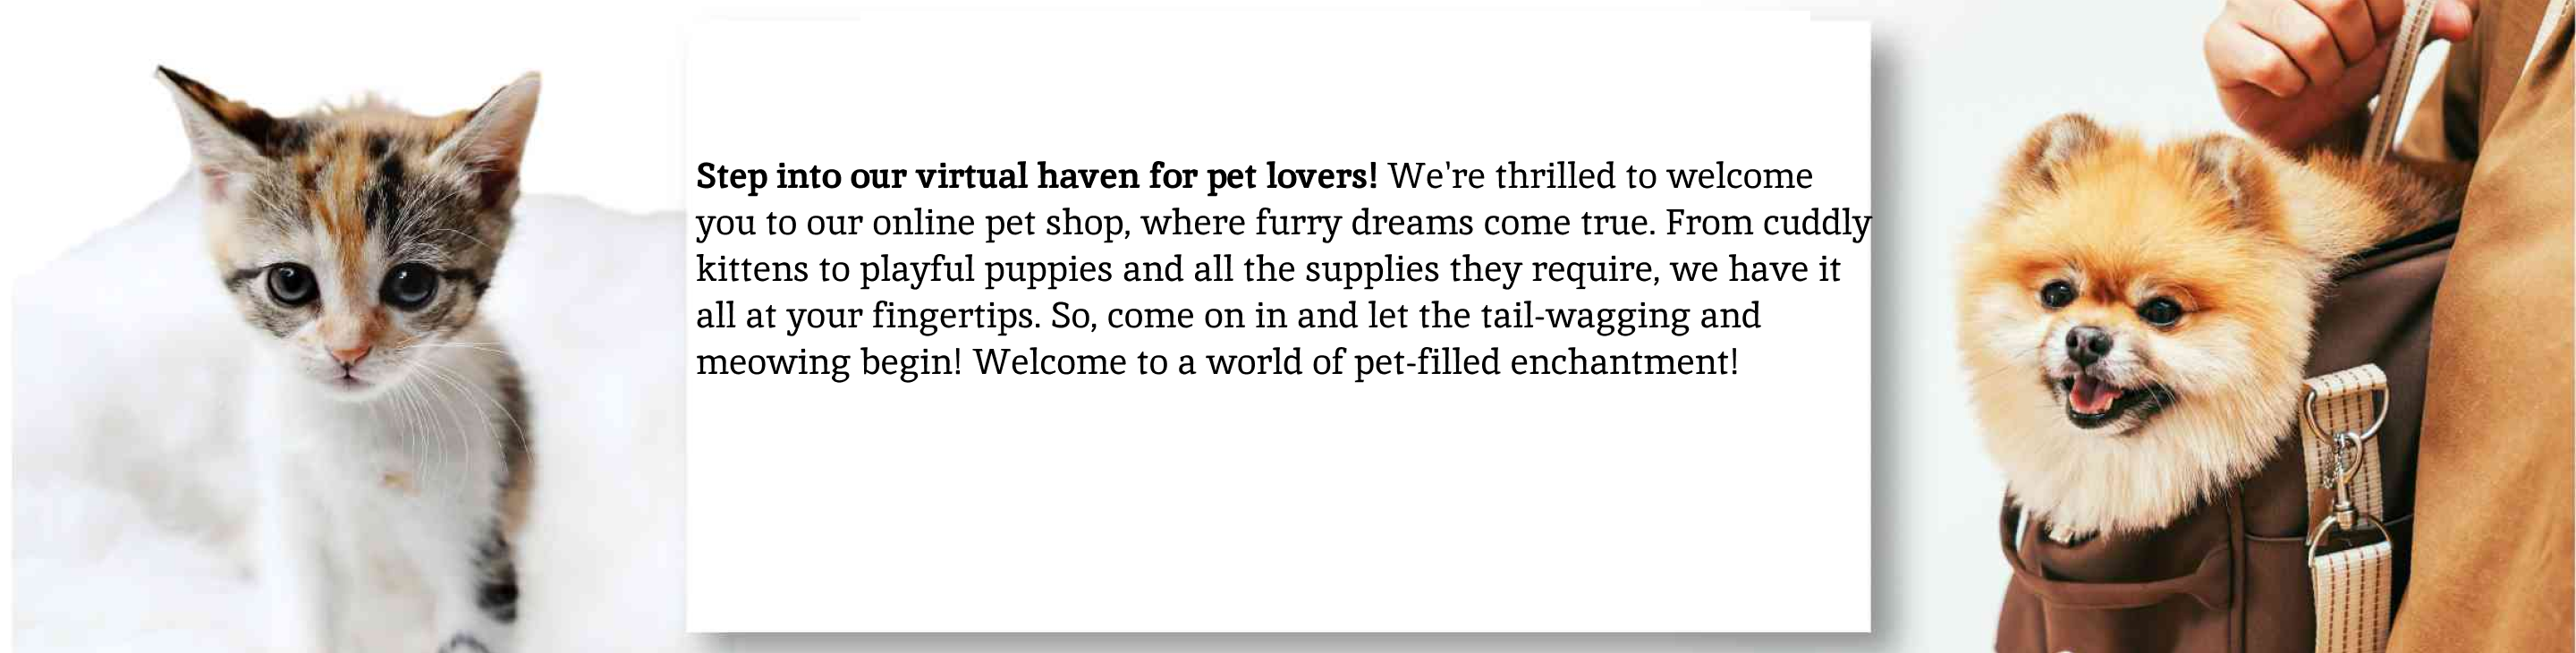 Step into our virtual haven for pet lovers! We're thrilled to welcome
you to our online pet shop, where furry dreams come true. From cuddly
kittens to playful puppies and all the supplies they require, we have it
all at your fingertips. So, come on in and let the tail-wagging and
meowing begin! Welcome to a world of pet-filled enchantment!